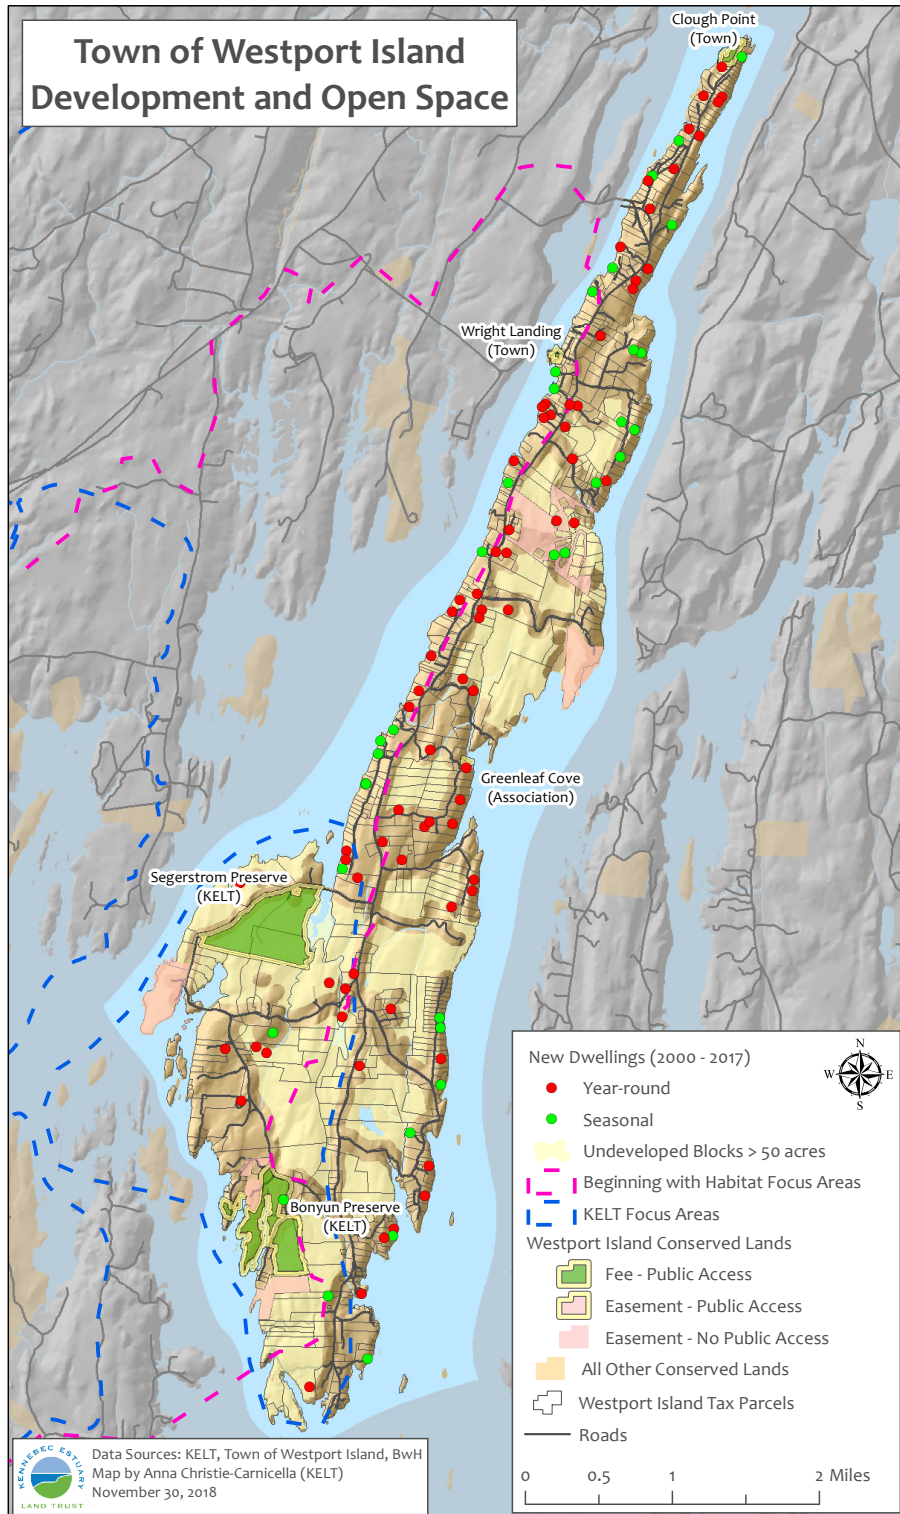 Town of Westport Island
Development and Open Space
Clough Point
(Town)
Wright Landing
(Town)
Greenleaf Cove
(Association)
Segerstrom Preserve
(KELT)
Bonyun Preserve
(KELT)
New Dwellings (2000 - 2017)
Year-round
Seasonal
Undeveloped Blocks > 50 acres
Beginning with Habitat Focus Areas
KELT Focus Areas
Westport Island Conserved Lands
Fee - Public Access
Easement - Public Access
Easement - No Public Access
All Other Conserved Lands
Westport Island Tax Parcels
Roads
N
W E
S
0 0.5 1 2 Miles
KENNEBEC ESTUARY
LAND TRUST
Data Sources: KELT, Town of Westport Island, BwH
Map by Anna Christie-Carnicella (KELT)
November 30, 2018